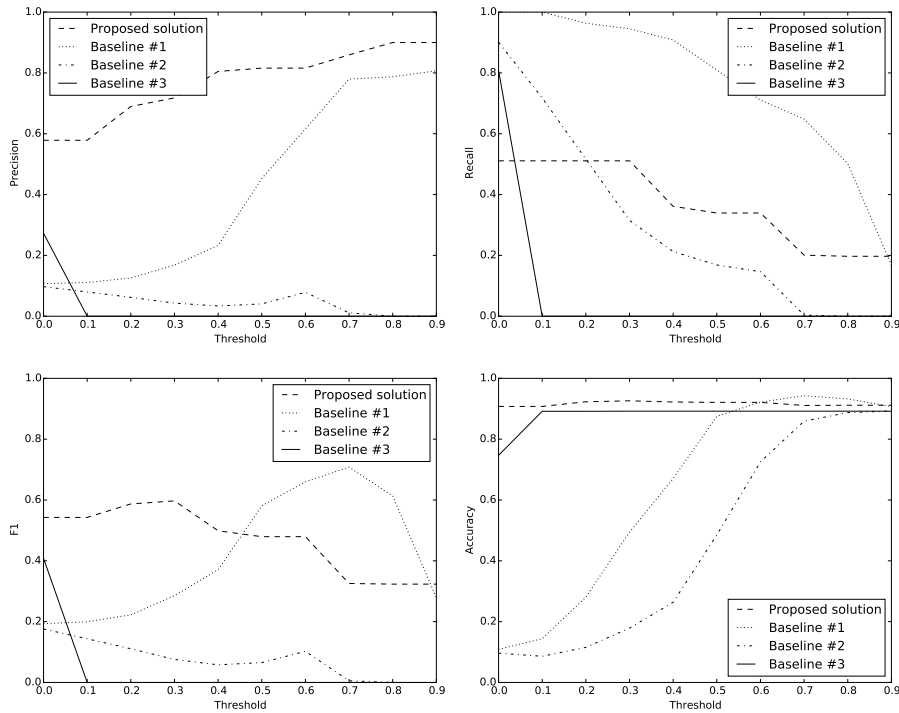 1.0
0.8
0.6
0.4
0.2
0.0
Precision
Proposed solution
Baseline #1
Baseline #2
Baseline #3
0.0 0.1 0.2 0.3 0.4 0.5 0.6 0.7 0.8 0.9
Threshold
1.0
0.8
0.6
0.4
0.2
0.0
Recall
Proposed solution
Baseline #1
Baseline #2
Baseline #3
0.0 0.1 0.2 0.3 0.4 0.5 0.6 0.7 0.8 0.9
Threshold
1.0
0.8
0.6
0.4
0.2
0.0
F1
Proposed solution
Baseline #1
Baseline #2
Baseline #3
0.0 0.1 0.2 0.3 0.4 0.5 0.6 0.7 0.8 0.9
Threshold
1.0
0.8
0.6
0.4
0.2
0.0
Accuracy
Proposed solution
Baseline #1
Baseline #2
Baseline #3
0.0 0.1 0.2 0.3 0.4 0.5 0.6 0.7 0.8 0.9
Threshold